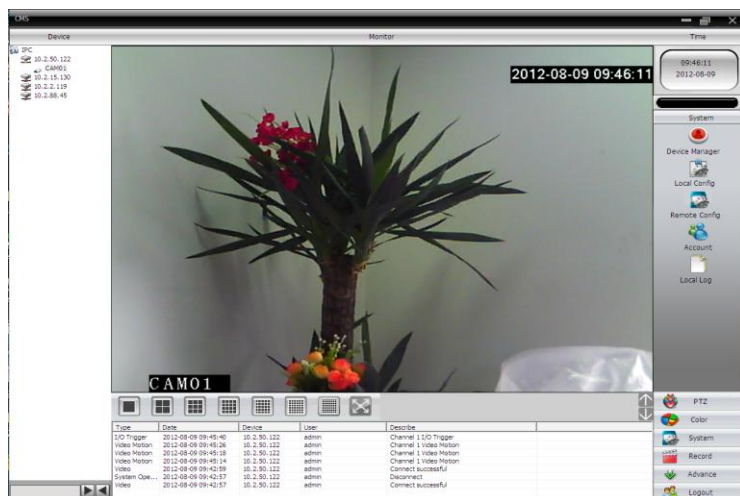 CMS
Device Monitor Time
IPC
10.2.50.122
CAM01
10.2.15.130
10.2.2.119
10.2.88.45
2012-08-09 09:46:11
CAM01
09:46:11
2012-08-09
System
Device Manager
Local Config
Remote Config
Account
Local Log
PTZ
Color
System
Record
Advance
Logout
Type Date Device User Describe
I/O Trigger 2012-08-09 09:45:40 10.2.50.122 admin Channel 1 I/O Trigger
Video Motion 2012-08-09 09:45:26 10.2.50.122 admin Channel 1 Video Motion
Video Motion 2012-08-09 09:45:18 10.2.50.122 admin Channel 1 Video Motion
Video Motion 2012-08-09 09:45:14 10.2.50.122 admin Channel 1 Video Motion
Video 2012-08-09 09:42:59 10.2.50.122 admin Connect successful
System Ope... 2012-08-09 09:42:57 10.2.50.122 admin Disconnect
Video 2012-08-09 09:42:57 10.2.50.122 admin Connect successful